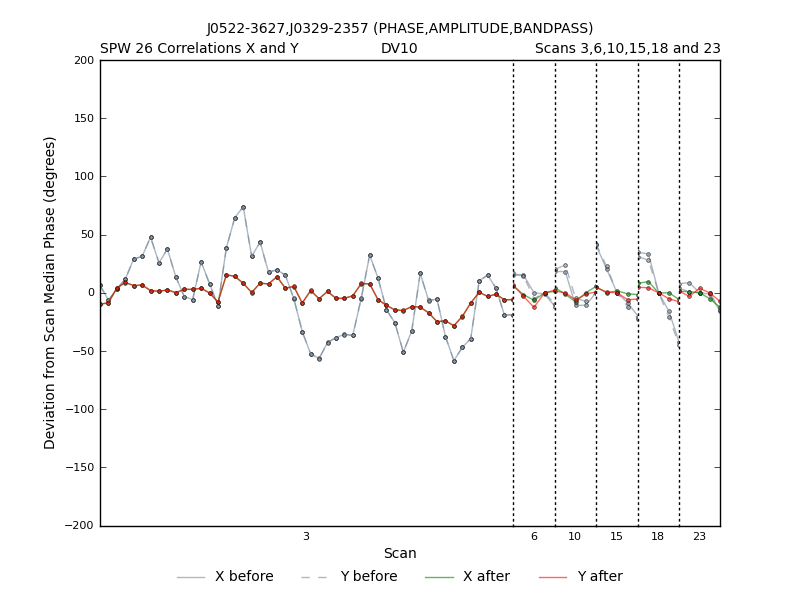 J0522-3627,J0329-2357 (PHASE,AMPLITUDE,BANDPASS)
SPW 26 Correlations X and Y DV10 Scans 3,6,10,15,18 and 23
200
150
100
50
0
−50
−100
−150
−200
Deviation from Scan Median Phase (degrees)
3 6 10 15 18 23
Scan
X before Y before X after Y after